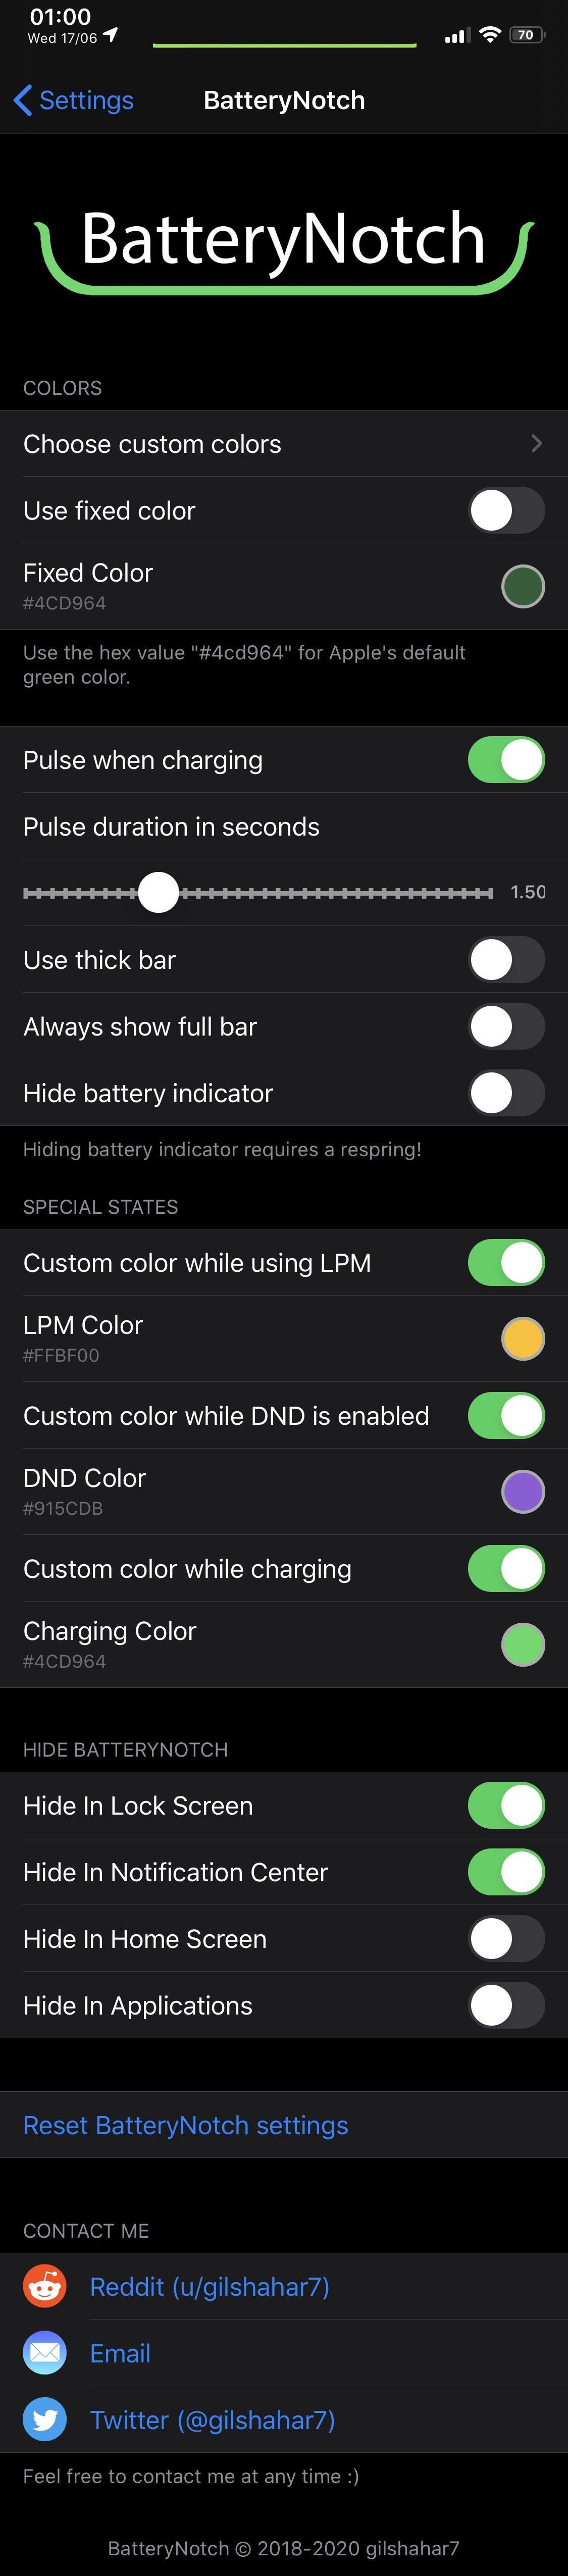 01:00
Wed 17/06
70
Settings
BatteryNotch
BatteryNotch
COLORS
Choose custom colors
Use fixed color
Fixed Color
#4CD964
Use the hex value "#4cd964" for Apple's default
green color.
Pulse when charging
Pulse duration in seconds
1.50
Use thick bar
Always show full bar
Hide battery indicator
Hiding battery indicator requires a respring!
SPECIAL STATES
Custom color while using LPM
LPM Color
#FFBF00
Custom color while DND is enabled
DND Color
#915CDB
Custom color while charging
Charging Color
#4CD964
HIDE BATTERYNOTCH
Hide In Lock Screen
Hide In Notification Center
Hide In Home Screen
Hide In Applications
Reset BatteryNotch settings
CONTACT ME
Reddit (u/gilshahar7)
Email
Twitter (@gilshahar7)
Feel free to contact me at any time :)
BatteryNotch © 2018-2020 gilshahar7